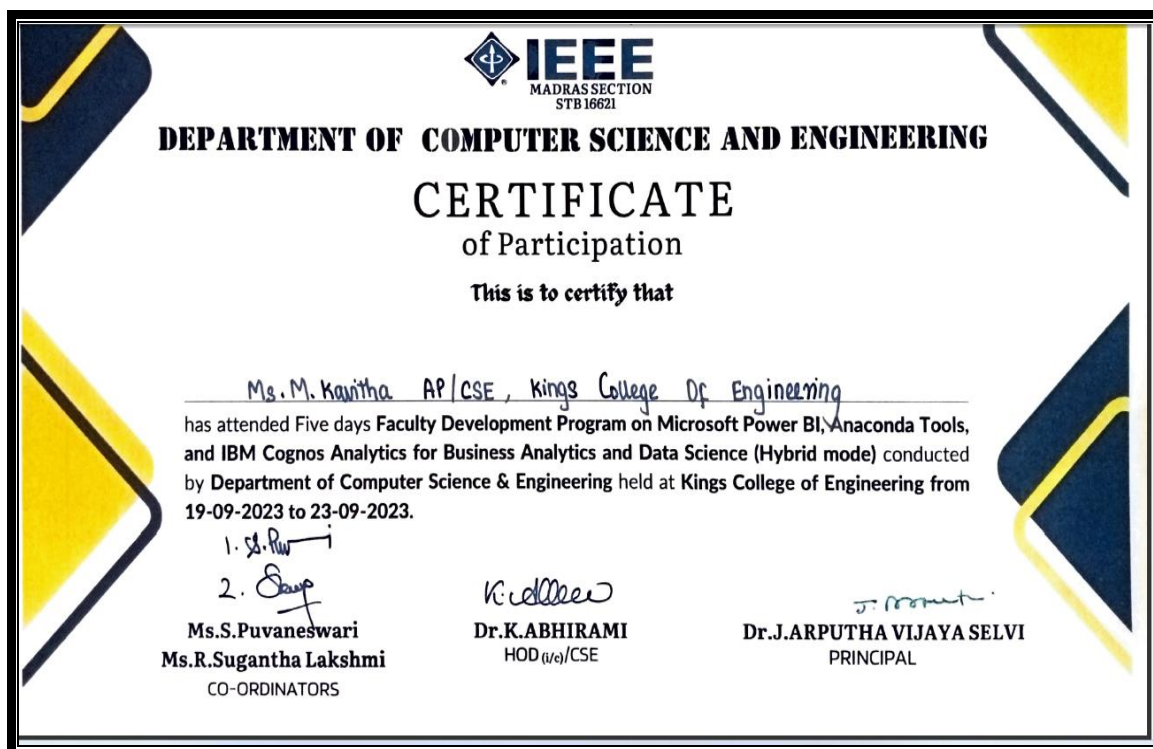 IEEE
MADRAS SECTION
STB 16621
DEPARTMENT OF COMPUTER SCIENCE AND ENGINEERING
CERTIFICATE
of Participation
This is to certify that
Ms. M. Kavitha AP/CSE, Kings College Of Engineering
has attended Five days Faculty Development Program on Microsoft Power BI, Anaconda Tools,
and IBM Cognos Analytics for Business Analytics and Data Science (Hybrid mode) conducted
by Department of Computer Science & Engineering held at Kings College of Engineering from
19-09-2023 to 23-09-2023.
1.
2.
Ms.S.Puvaneswari
Ms.R.Sugantha Lakshmi
CO-ORDINATORS
Dr.K.ABHIRAMI
HOD (i/c)/CSE
Dr.J.ARPUTHA VIJAYA SELVI
PRINCIPAL